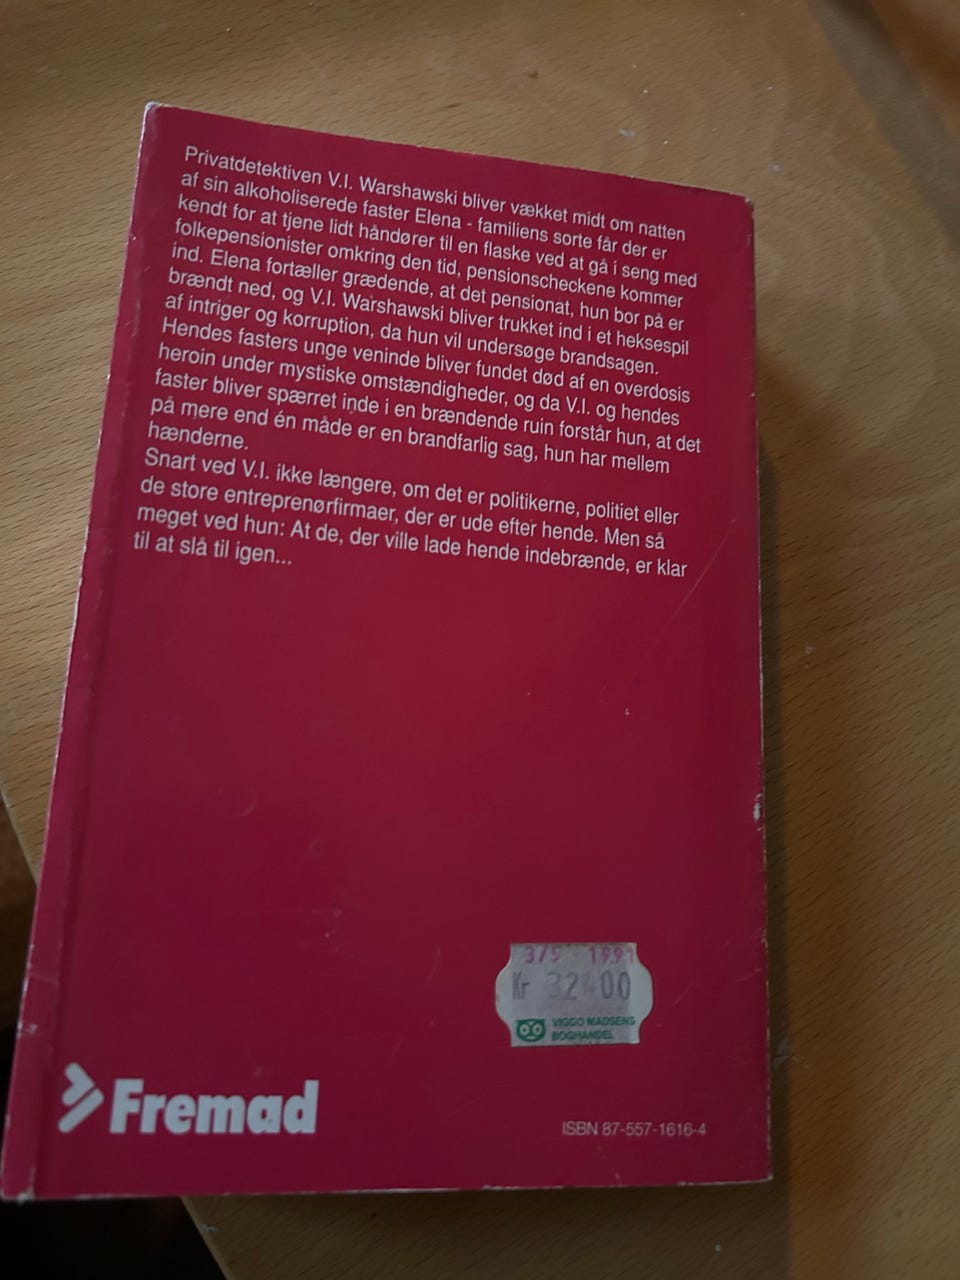 Privatdetektiven V.I. Warshawski bliver vækket midt om natten
af sin alkoholiserede faster Elena - familiens sorte får der er
kendt for at tjene lidt håndører til en flaske ved at gå i seng med
folkepensionister omkring den tid, pensionscheckene kommer
ind. Elena fortæller grædende, at det pensionat, hun bor på er
brændt ned, og V.I. Warshawski bliver trukket ind i et heksespil
af intriger og korruption, da hun vil undersøge brandsagen.
Hendes fasters unge veninde bliver fundet død af en overdosis
heroin under mystiske omstændigheder, og da V.I. og hendes
faster bliver spærret inde i en brændende ruin forstår hun, at det
på mere end én måde er en brandfarlig sag, hun har mellem
hænderne.
Snart ved V.I. ikke længere, om det er politikerne, politiet eller
de store entreprenørfirmaer, der er ude efter hende. Men så
meget ved hun: At de, der ville lade hende indebrænde, er klar
til at slå til igen...
3/5 1991
Kr 32.00
VIGGO MADSENS
BOGHANDEL
Fremad
ISBN 87-557-1616-4